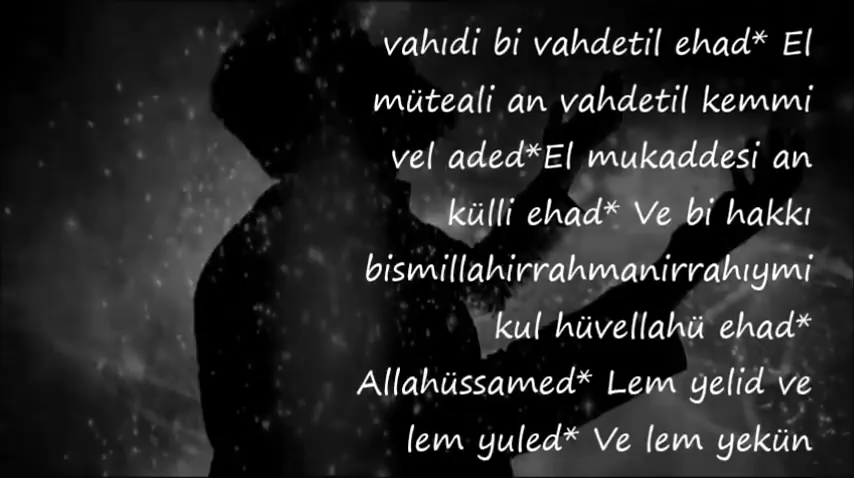 vahıdi bi vahdetil ehad* El
müteali an vahdetil kemmi
vel aded*El mukaddesi an
külli ehad* Ve bi hakkı
bismillahirrahmanirrahıymi
kul hüvellahü ehad*
Allahüssamed* Lem yelid ve
lem yuled* Ve lem yekün